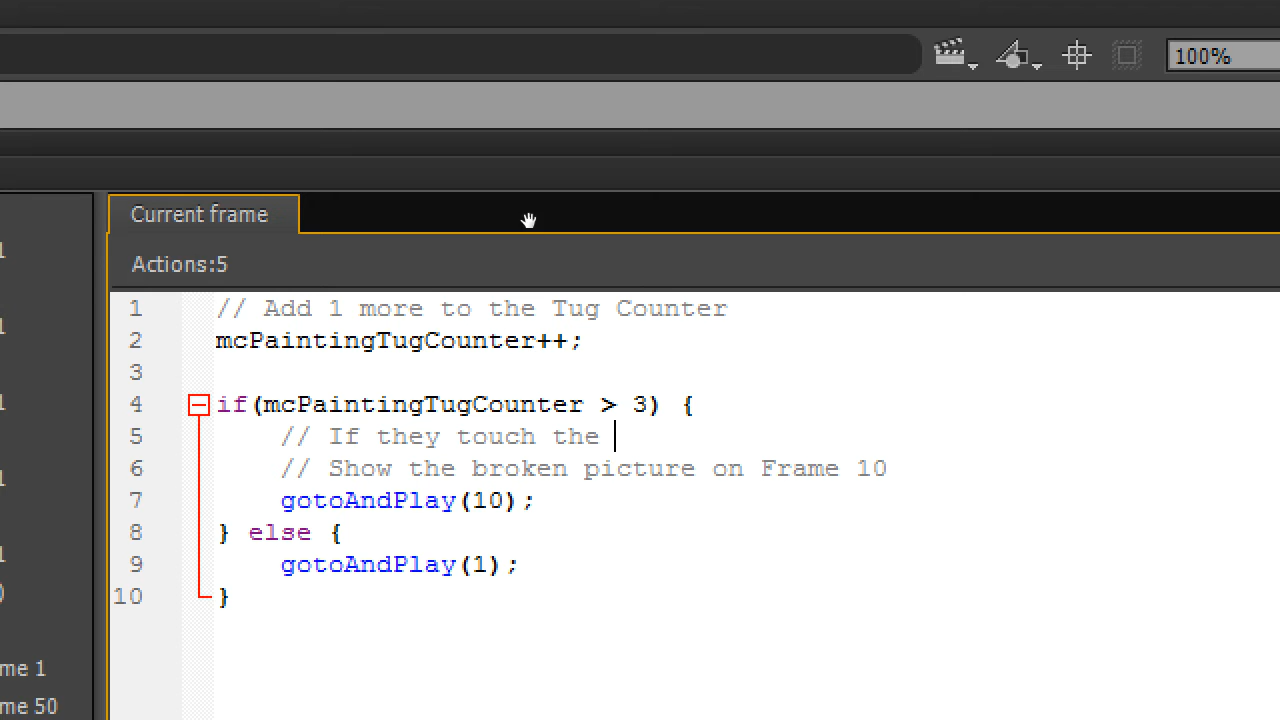 100%
Current frame
Actions:5
1 // Add 1 more to the Tug Counter
2 mcPaintingTugCounter++;
3
4 if(mcPaintingTugCounter > 3) {
5 // If they touch the
6 // Show the broken picture on Frame 10
7 gotoAndPlay(10);
8 } else {
9 gotoAndPlay(1);
10 }
me 1
me 50